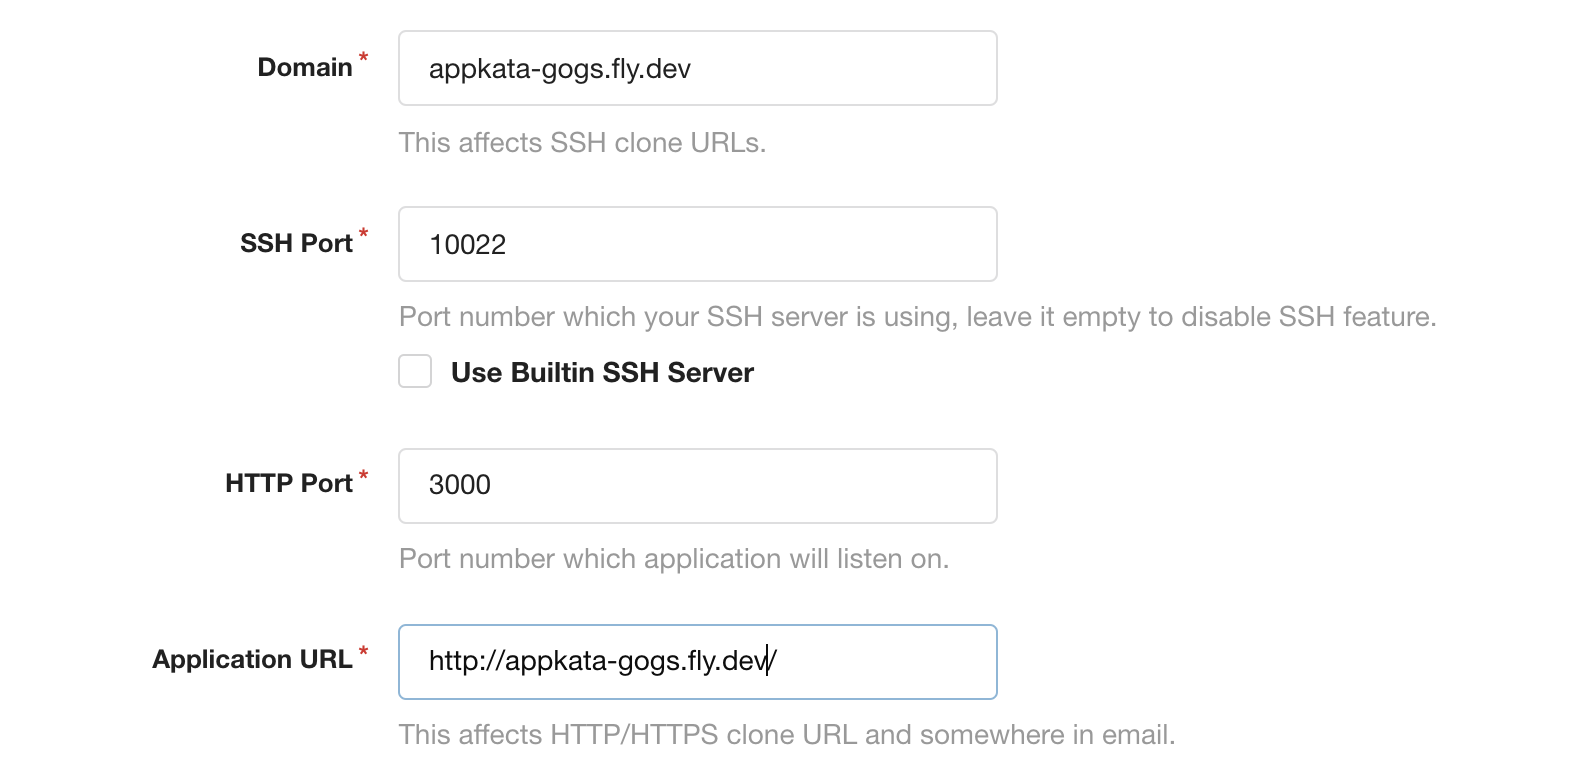 Domain *
appkata-gogs.fly.dev
This affects SSH clone URLs.
SSH Port *
10022
Port number which your SSH server is using, leave it empty to disable SSH feature.
Use Builtin SSH Server
HTTP Port *
3000
Port number which application will listen on.
Application URL *
http://appkata-gogs.fly.dev/
This affects HTTP/HTTPS clone URL and somewhere in email.